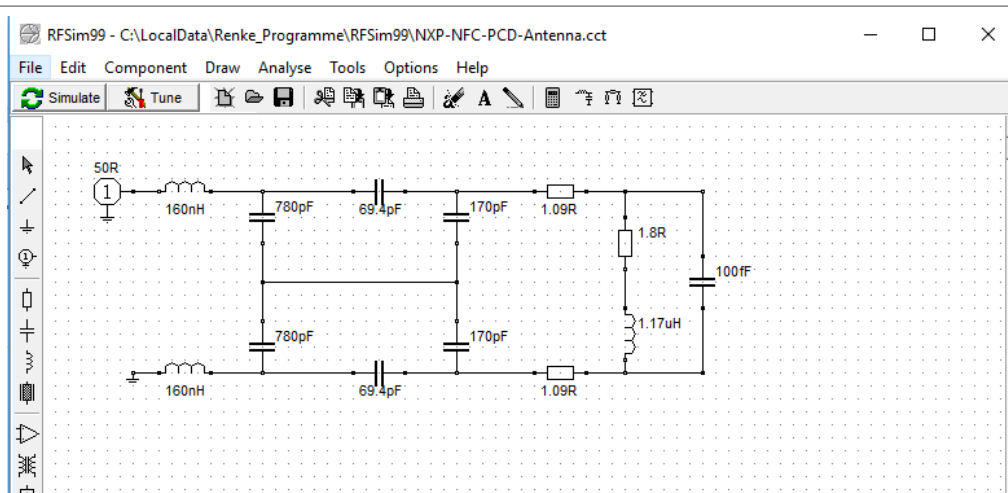 RFSim99 - C:\LocalData\Renke_Programme\RFSim99\NXP-NFC-PCD-Antenna.cct
File Edit Component Draw Analyse Tools Options Help
Simulate Tune A
50R
1
160nH 780pF 69.4pF 170pF 1.09R
1.8R
100fF
1.17uH
780pF 170pF
160nH 69.4pF 1.09R